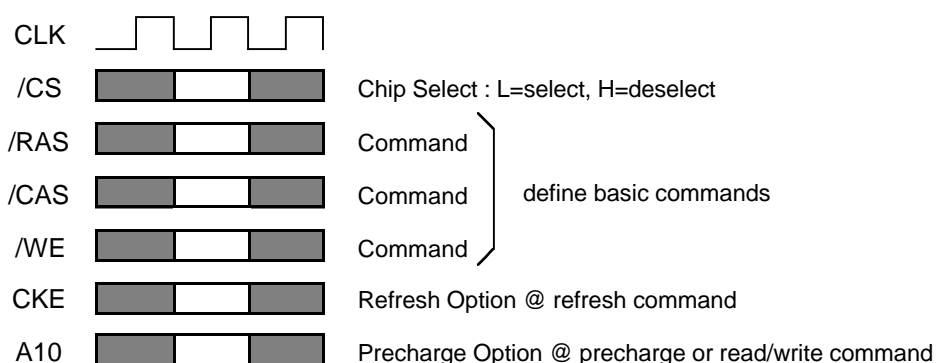 CLK
/CS Chip Select : L=select, H=deselect
/RAS Command
/CAS Command define basic commands
/WE Command
CKE Refresh Option @ refresh command
A10 Precharge Option @ precharge or read/write command